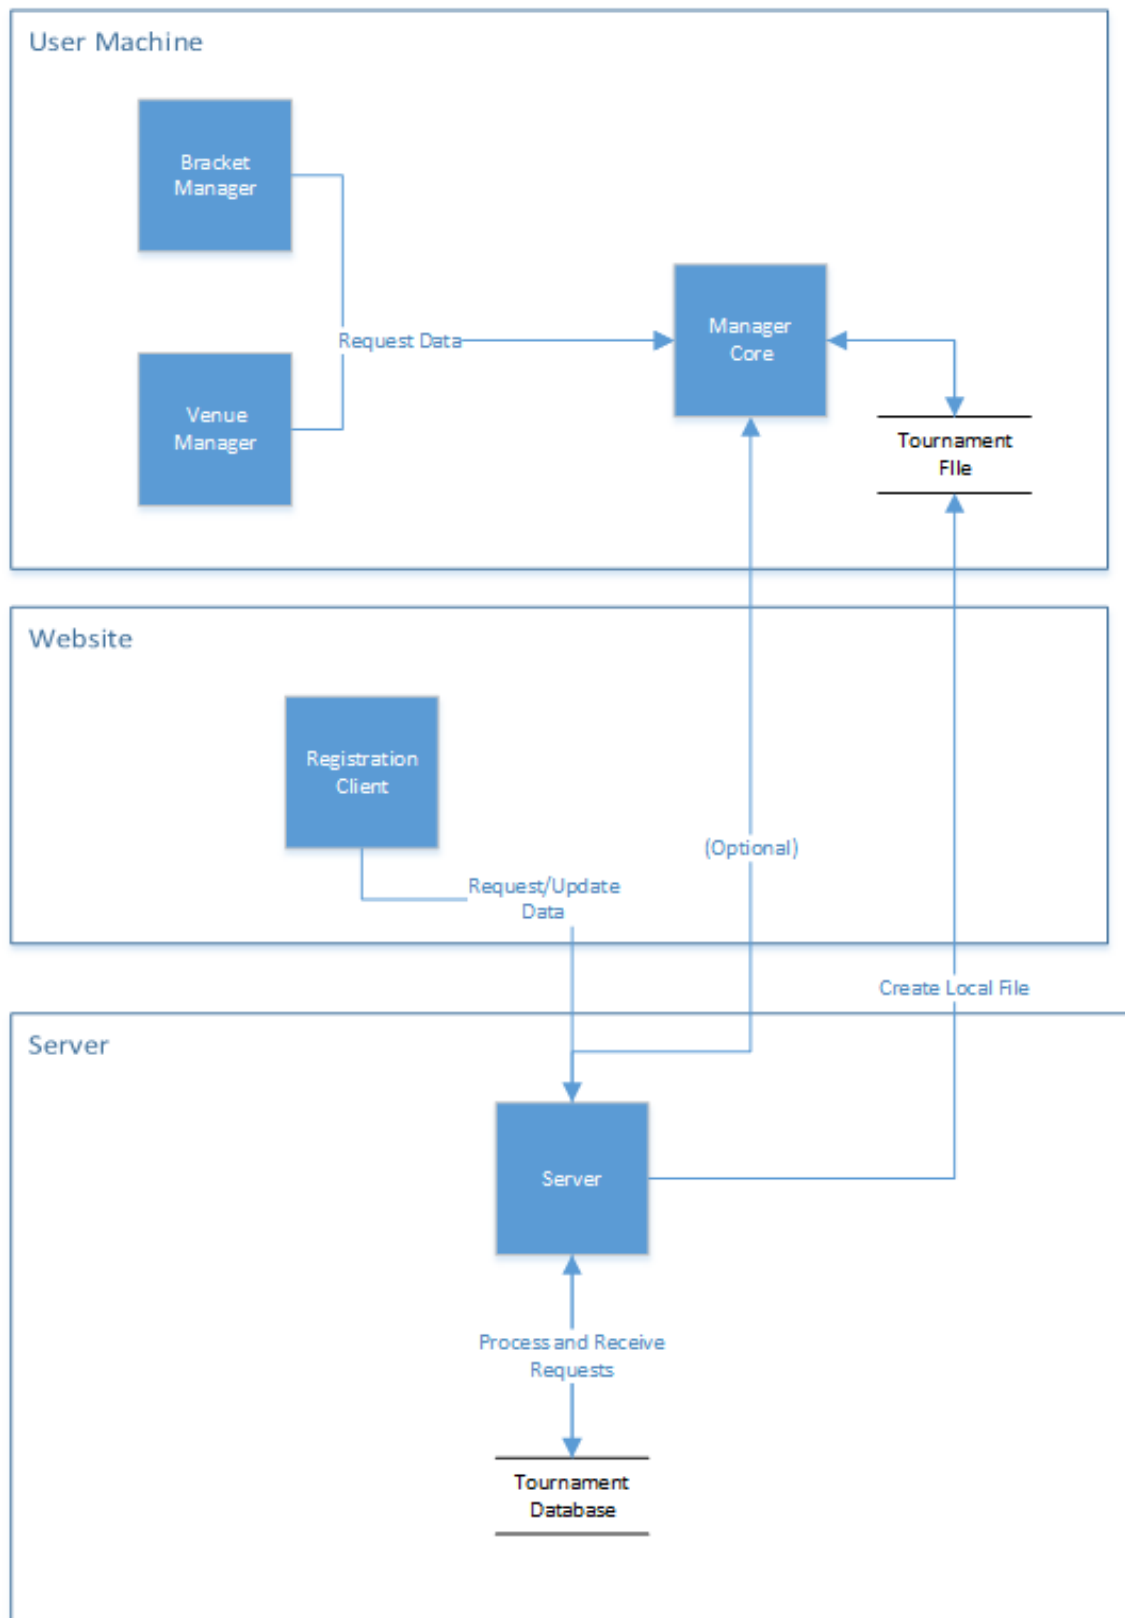 User Machine
Bracket
Manager
Manager
Core
Request Data
Venue
Manager
Tournament
FIle
Website
Registration
Client
(Optional)
Request/Update
Data
Create Local File
Server
Server
Process and Receive
Requests
Tournament
Database